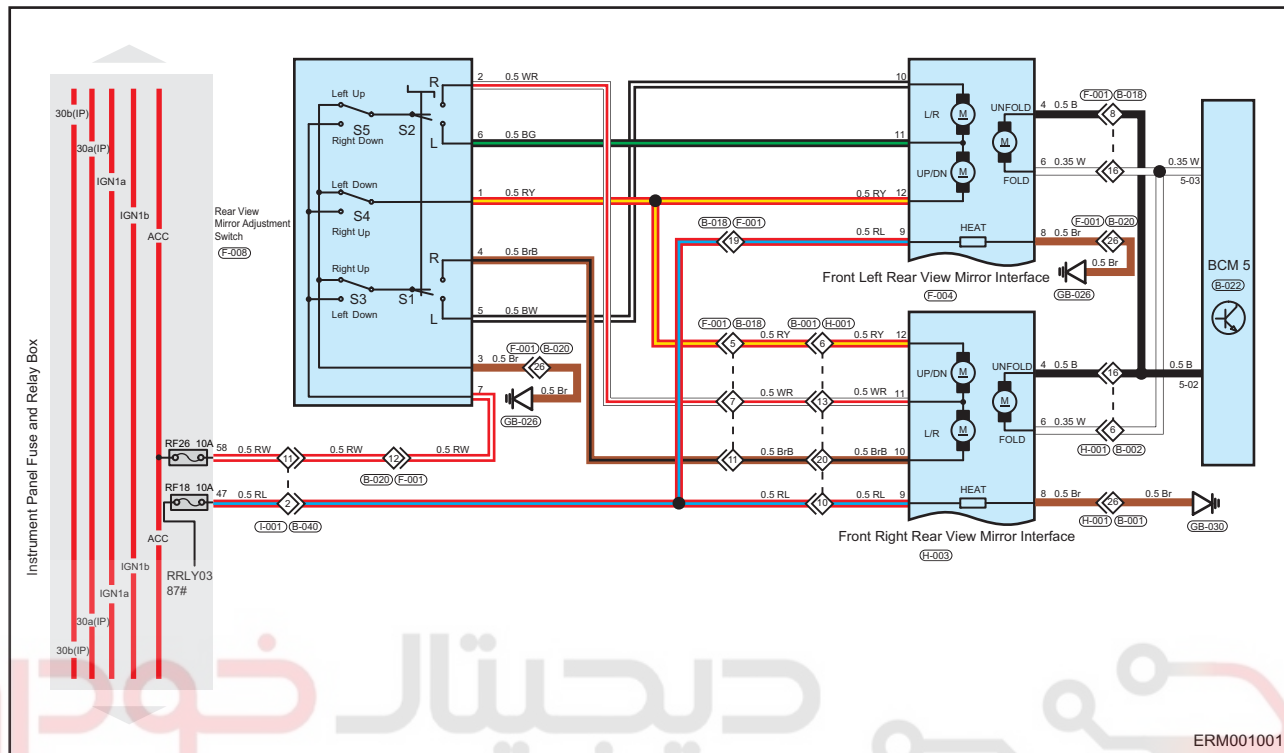 Instrument Panel Fuse and Relay Box
30b(IP)
30a(IP)
IGN1a
IGN1b
ACC
ACC
IGN1b
IGN1a
30a(IP)
30b(IP)
RF26 10A
58
RF18 10A
47
RRLY03
87#
Rear View
Mirror Adjustment
Switch
F-008
Left Up
S5
Right Down
S2
R
L
Left Down
S4
Right Up
Right Up
S3
Left Down
S1
R
L
2 0.5 WR
6 0.5 BG
1 0.5 RY
4 0.5 BrB
5 0.5 BW
3 0.5 Br
7
F-001 B-020
26
0.5 Br
GB-026
0.5 RW
11
0.5 RW
12
0.5 RW
B-020 F-001
0.5 RL
2
I-001 B-040
B-018 F-001
19
0.5 RL
9
10
11
0.5 RY
12
L/R
M
UP/DN
M
M
UNFOLD
FOLD
HEAT
Front Left Rear View Mirror Interface
F-004
4 0.5 B
F-001 B-018
8
6 0.35 W
16
0.35 W
5-03
F-001 B-020
8 0.5 Br
26
0.5 Br
GB-026
BCM 5
B-022
F-001 B-018
B-001 H-001
5
0.5 RY
6
0.5 RY
12
7
0.5 WR
13
0.5 WR
11
11
0.5 BrB
20
0.5 BrB
10
0.5 RL
10
0.5 RL
9
UP/DN
M
L/R
M
M
UNFOLD
FOLD
HEAT
Front Right Rear View Mirror Interface
H-003
4 0.5 B
16
0.5 B
5-02
6 0.35 W
6
H-001 B-002
8 0.5 Br
26
0.5 Br
H-001 B-001
GB-030
دیجیتال خودرو
ERM001001